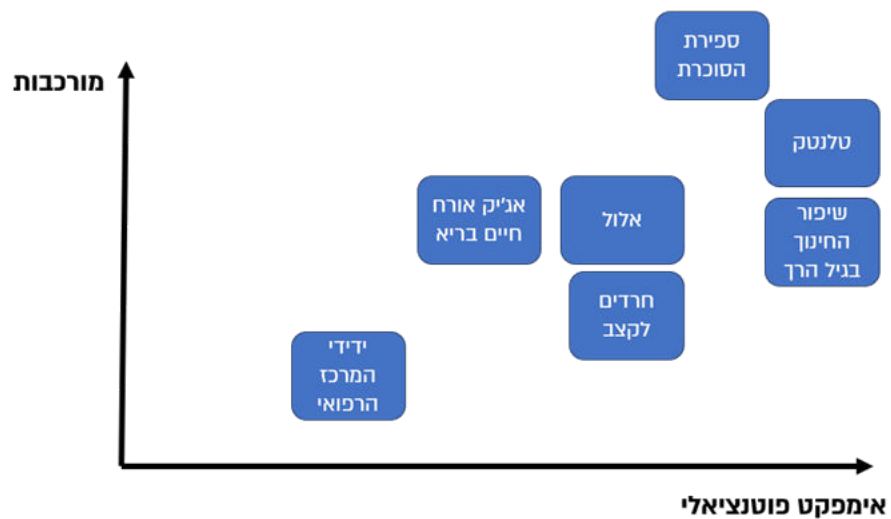 ספירת
הסוכרת
מורכבות
טלנטק
אג'יק אורח
חיים בריא
אלול
שיפור
החינוך
בגיל הרך
חרדים
לקצב
ידידי
המרכז
הרפואי
אימפקט פוטנציאלי